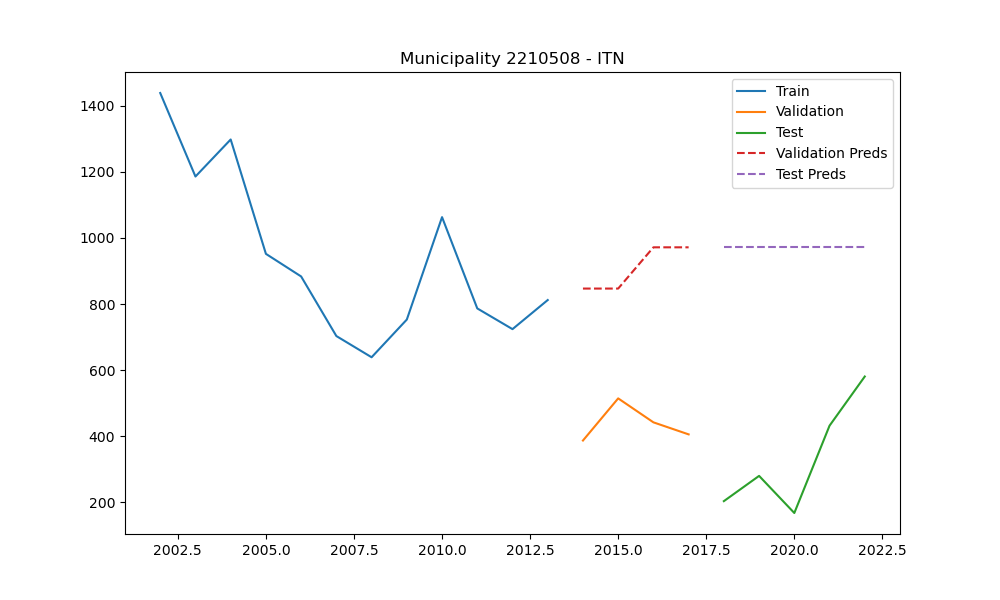 Municipality 2210508 - ITN
Train
Validation
Test
Validation Preds
Test Preds
1400
1200
1000
800
600
400
200
2002.5 2005.0 2007.5 2010.0 2012.5 2015.0 2017.5 2020.0 2022.5